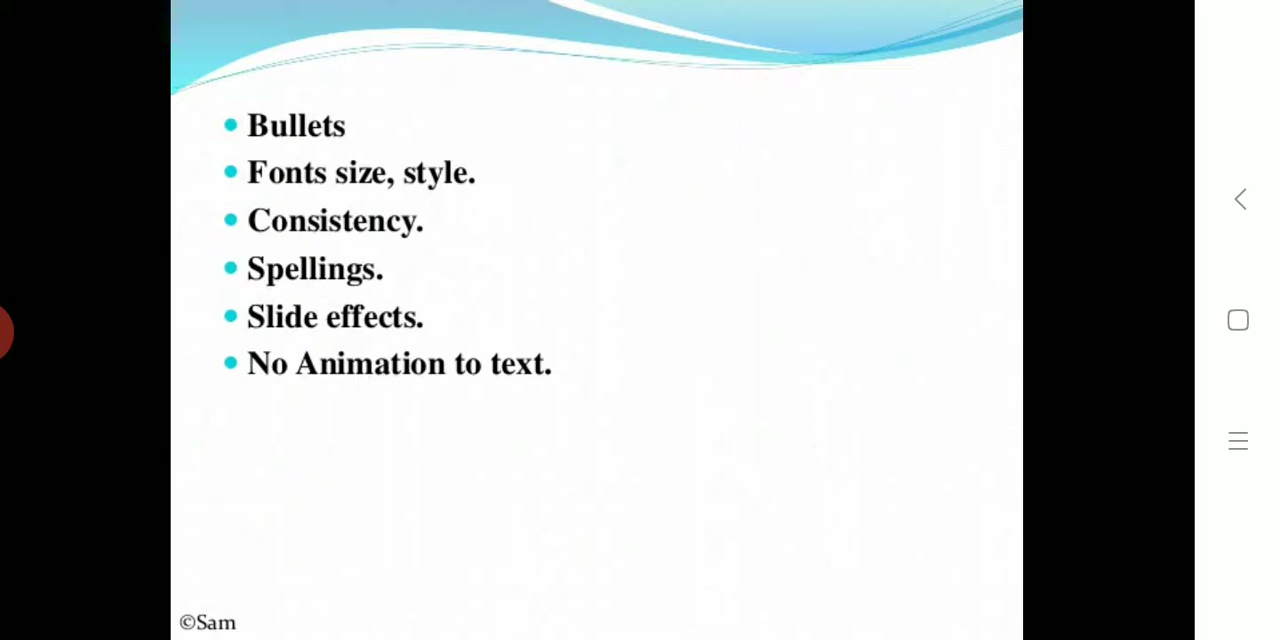 Bullets
Fonts size, style.
Consistency.
Spellings.
Slide effects.
No Animation to text.
©Sam